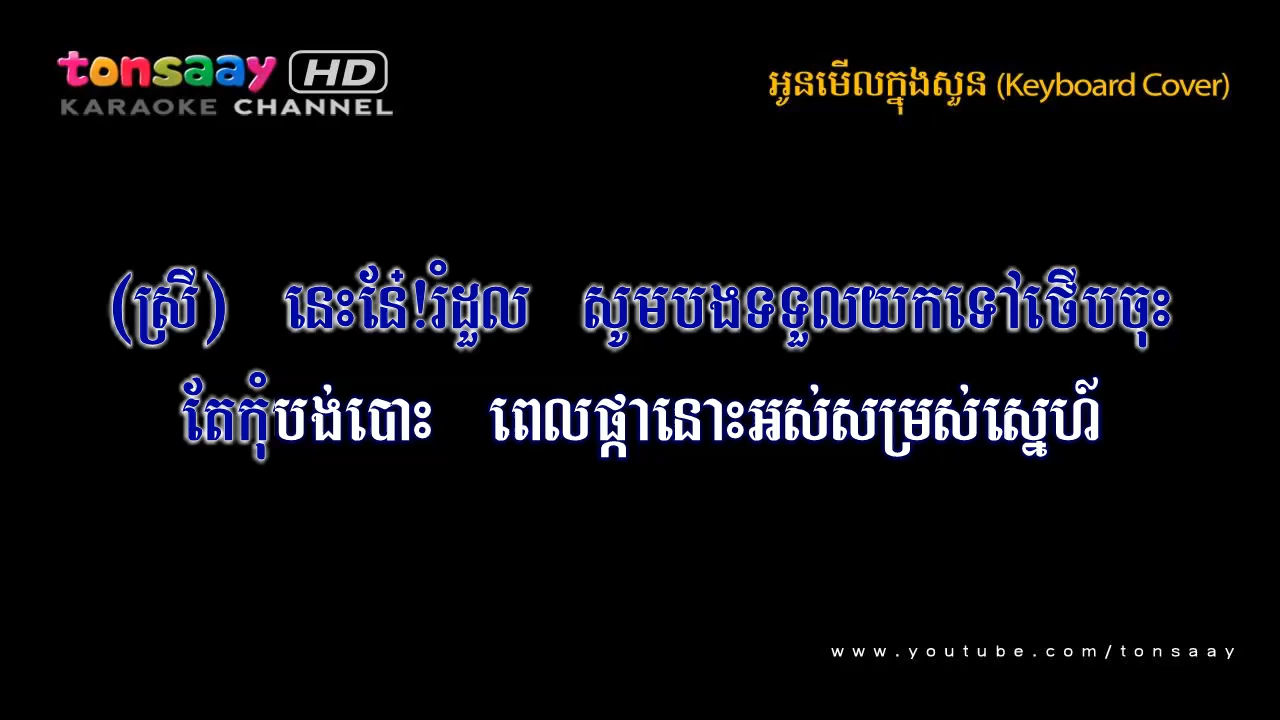 tonsaay HD
KARAOKE CHANNEL
អូនមើលក្នុងសួន (Keyboard Cover)
(ស្រី) នេះន៎ែ!រំដួល សូមបងទទួលយកទៅថើបចុះ
តែកុំបង់បោះ ពេលផ្កានោះអស់សម្រស់ស្នេហ៍
www.youtube.com/tonsaay